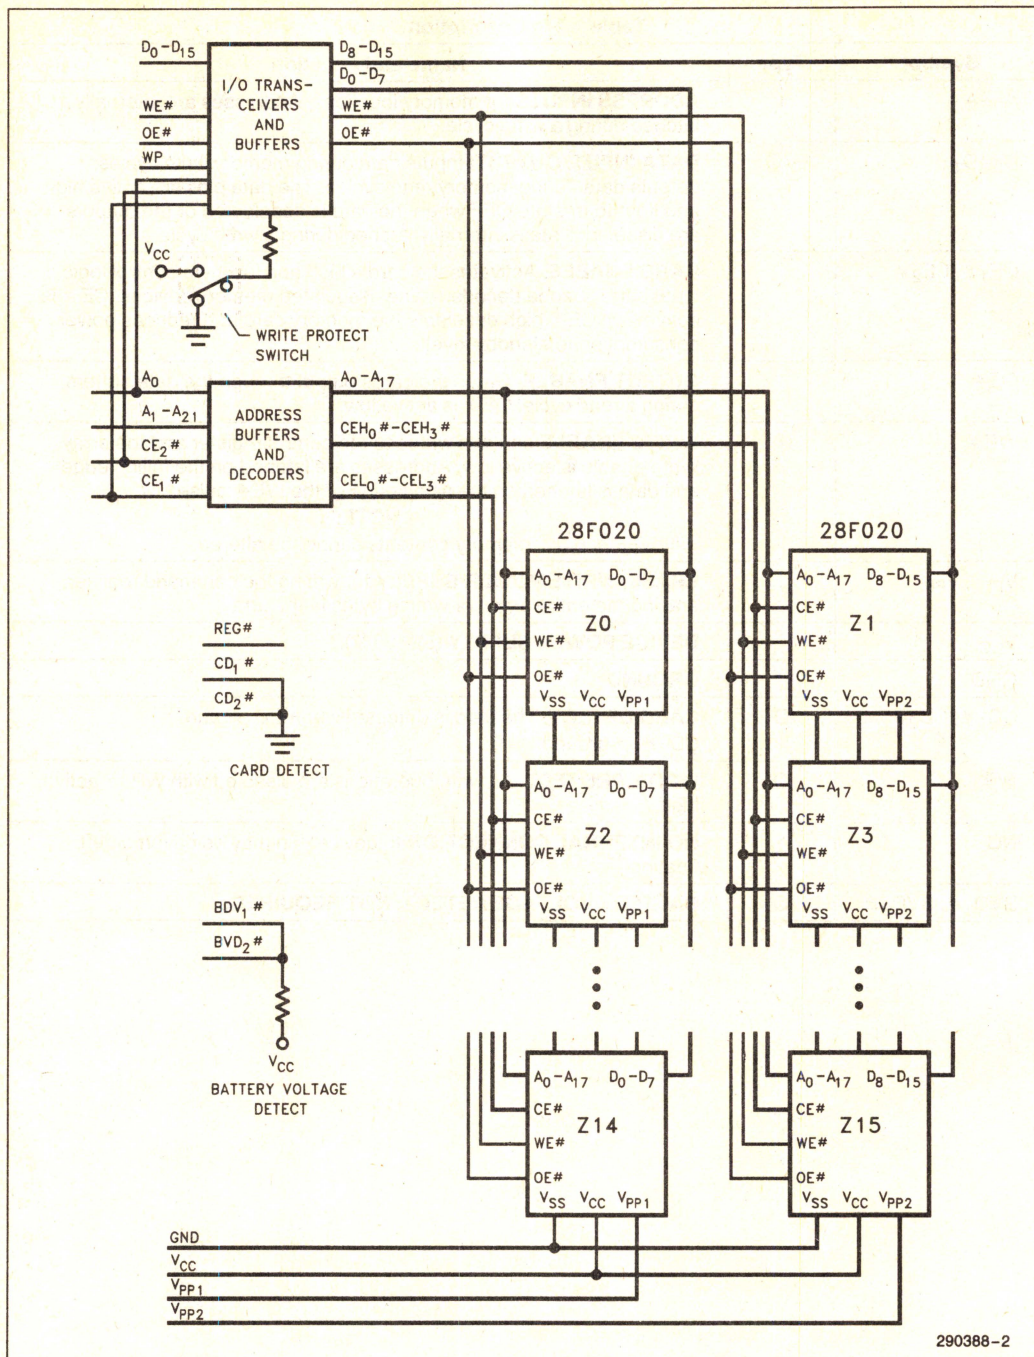 D0-D15
WE#
OE#
WP
I/O TRANS-
CEIVERS
AND
BUFFERS
D8-D15
D0-D7
WE#
OE#
VCC
WRITE PROTECT
SWITCH
A0
A1-A21
CE2#
CE1#
ADDRESS
BUFFERS
AND
DECODERS
A0-A17
CEH0#-CEH3#
CEL0#-CEL3#
28F020
A0-A17 D0-D7
CE#
Z0
WE#
OE#
VSS VCC VPP1
28F020
A0-A17 D8-D15
CE#
Z1
WE#
OE#
VSS VCC VPP2
REG#
CD1#
CD2#
CARD DETECT
A0-A17 D0-D7
CE#
Z2
WE#
OE#
VSS VCC VPP1
A0-A17 D8-D15
CE#
Z3
WE#
OE#
VSS VCC VPP2
BDV1#
BVD2#
VCC
BATTERY VOLTAGE
DETECT
A0-A17 D0-D7
CE#
Z14
WE#
OE#
VSS VCC VPP1
A0-A17 D8-D15
CE#
Z15
WE#
OE#
VSS VCC VPP2
GND
VCC
VPP1
VPP2
290388-2